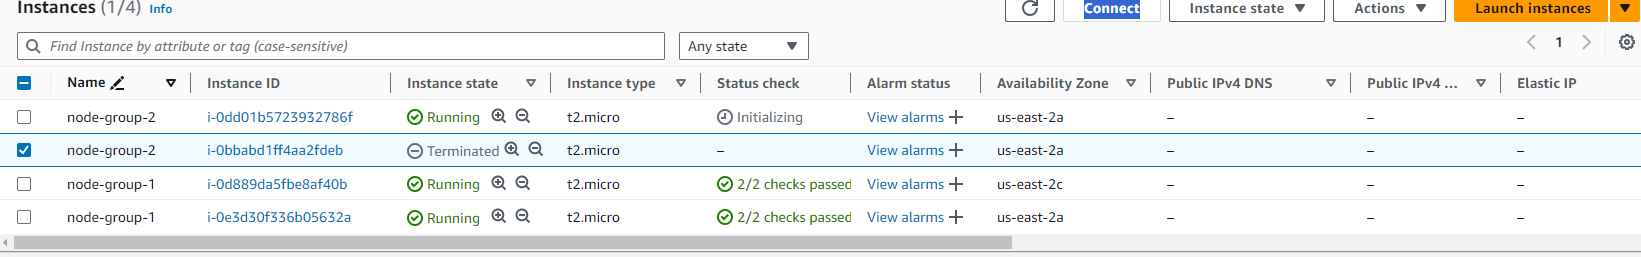 Instances (1/4) Info Connect Instance state Actions Launch instances
Find Instance by attribute or tag (case-sensitive) Any state 1
Name Instance ID Instance state Instance type Status check Alarm status Availability Zone Public IPv4 DNS Public IPv4 ... Elastic IP
node-group-2 i-0dd01b5723932786f Running t2.micro Initializing View alarms + us-east-2a – – –
node-group-2 i-0bbabd1ff4aa2fdeb Terminated t2.micro – View alarms + us-east-2a – – –
node-group-1 i-0d889da5fbe8af40b Running t2.micro 2/2 checks passed View alarms + us-east-2c – – –
node-group-1 i-0e3d30f336b05632a Running t2.micro 2/2 checks passed View alarms + us-east-2a – – –